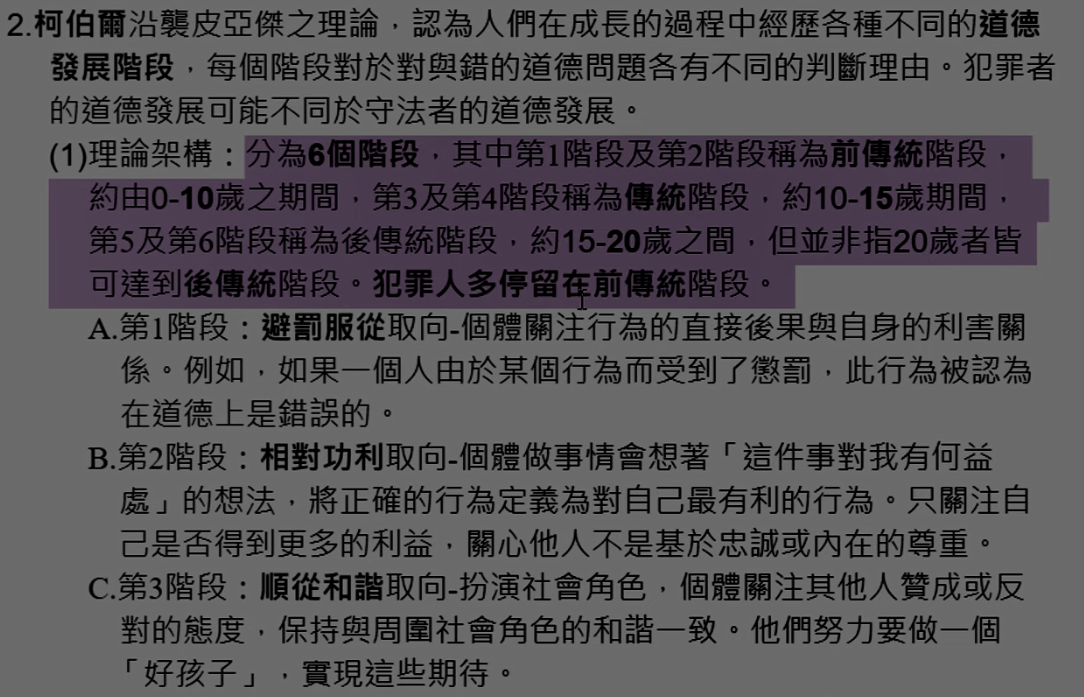 2.柯伯爾沿襲皮亞傑之理論，認為人們在成長的過程中經歷各種不同的道德
發展階段，每個階段對於對與錯的道德問題各有不同的判斷理由。犯罪者
的道德發展可能不同於守法者的道德發展。
(1)理論架構：分為6個階段，其中第1階段及第2階段稱為前傳統階段，
約由0-10歲之期間，第3及第4階段稱為傳統階段，約10-15歲期間，
第5及第6階段稱為後傳統階段，約15-20歲之間，但並非指20歲者皆
可達到後傳統階段。犯罪人多停留在前傳統階段。
A.第1階段：避罰服從取向-個體關注行為的直接後果與自身的利害關
係。例如，如果一個人由於某個行為而受到了懲罰，此行為被認為
在道德上是錯誤的。
B.第2階段：相對功利取向-個體做事情會想著「這件事對我有何益
處」的想法，將正確的行為定義為對自己最有利的行為。只關注自
己是否得到更多的利益，關心他人不是基於忠誠或內在的尊重。
C.第3階段：順從和諧取向-扮演社會角色，個體關注其他人贊成或反
對的態度，保持與周圍社會角色的和諧一致。他們努力要做一個
「好孩子」，實現這些期待。